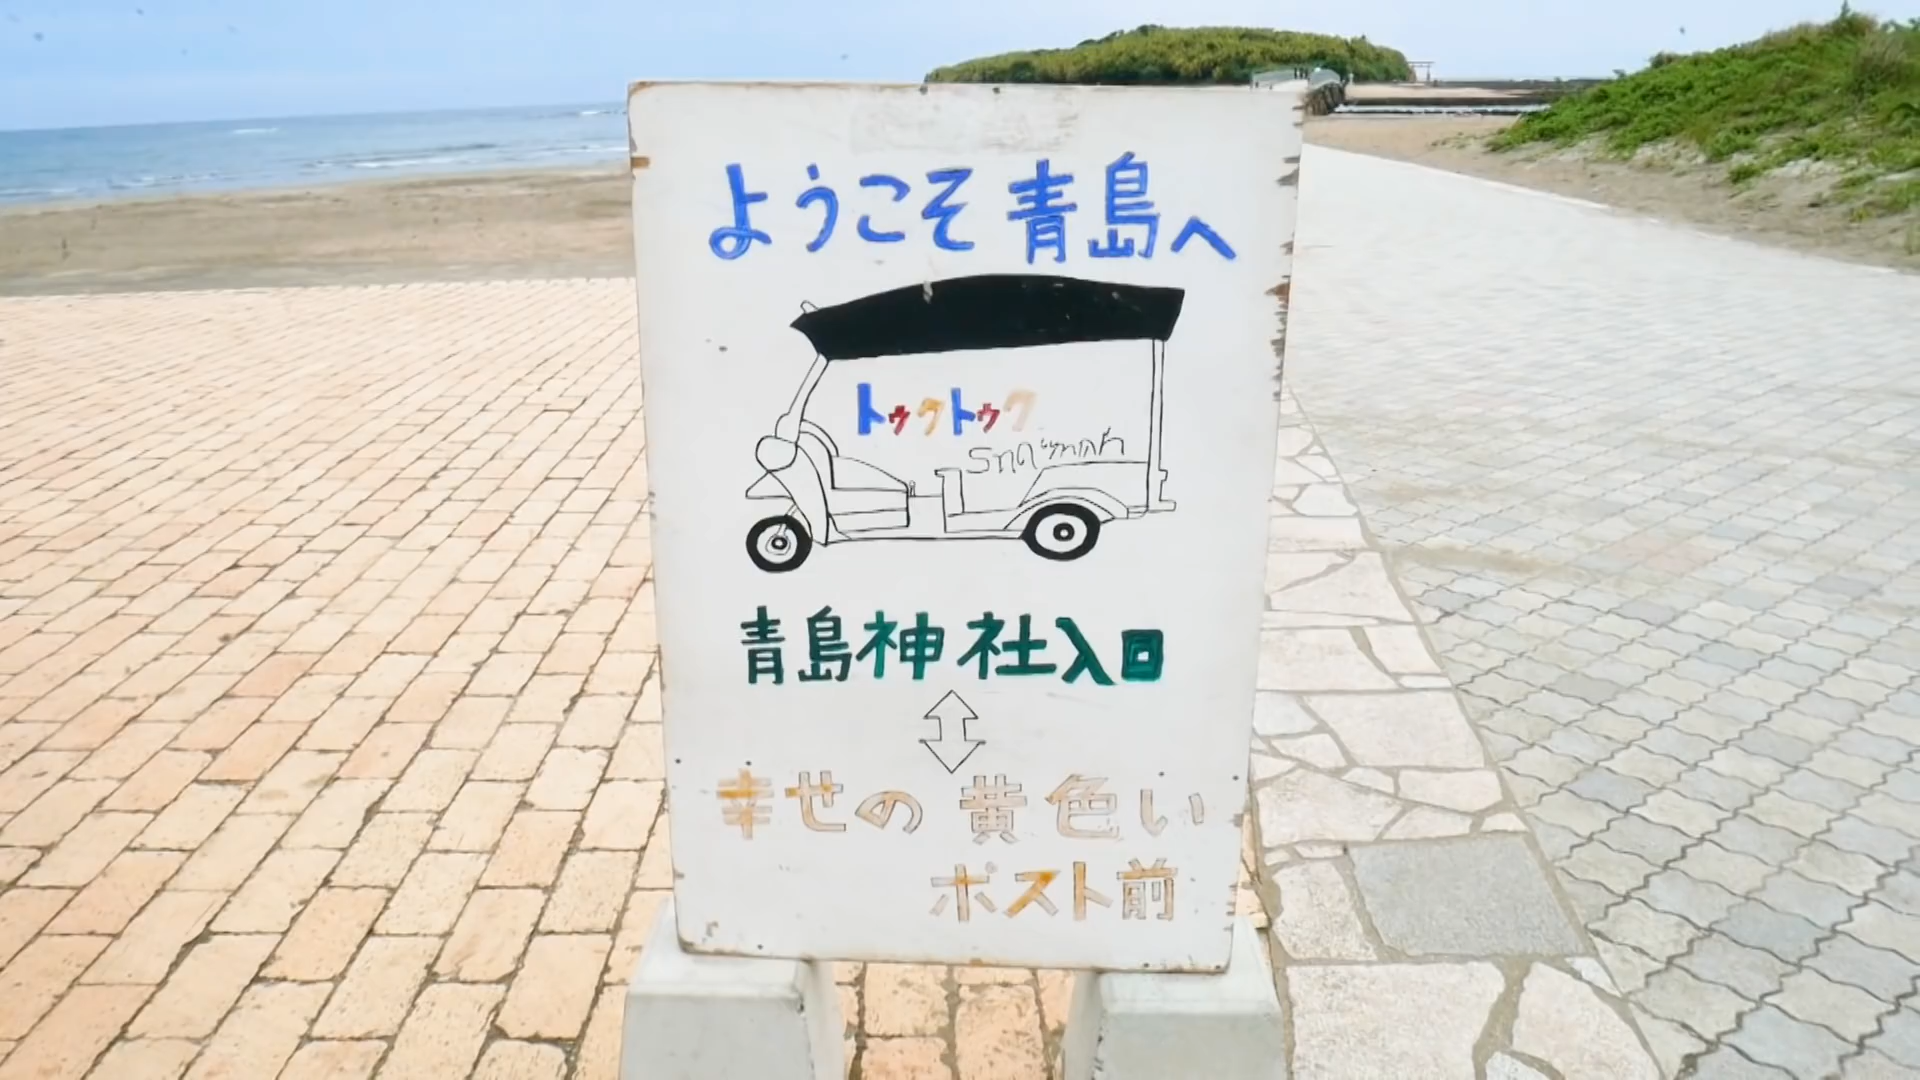 ようこそ青島へ
トゥクトゥク
青島神社入口
幸せの黄色い
ポスト前